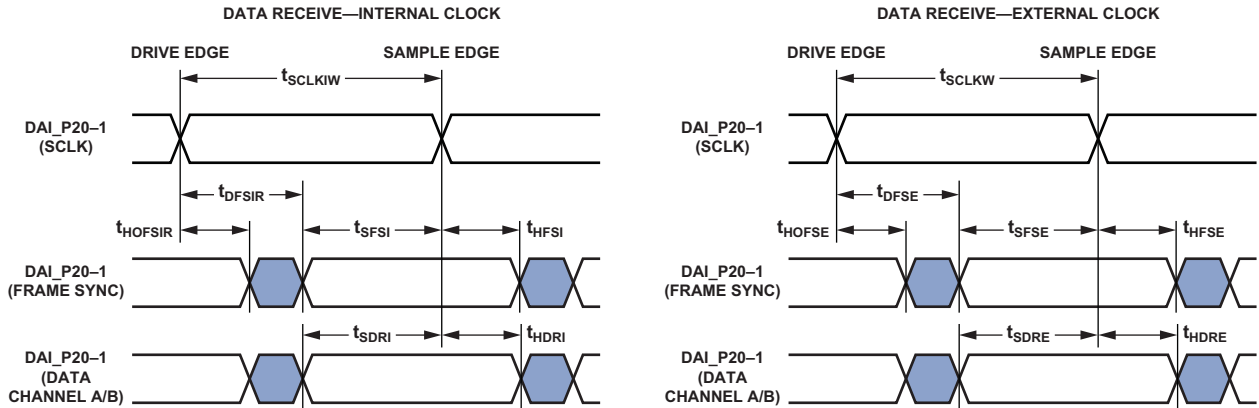 DATA RECEIVE—INTERNAL CLOCK
DRIVE EDGE
SAMPLE EDGE
tSCLKIW
DAI_P20–1
(SCLK)
tDFSIR
tHOFSIR
tSFSI
tHFSI
DAI_P20–1
(FRAME SYNC)
tSDRI
tHDRI
DAI_P20–1
(DATA
CHANNEL A/B)
DATA RECEIVE—EXTERNAL CLOCK
DRIVE EDGE
SAMPLE EDGE
tSCLKW
DAI_P20–1
(SCLK)
tDFSE
tHOFSE
tSFSE
tHFSE
DAI_P20–1
(FRAME SYNC)
tSDRE
tHDRE
DAI_P20–1
(DATA
CHANNEL A/B)